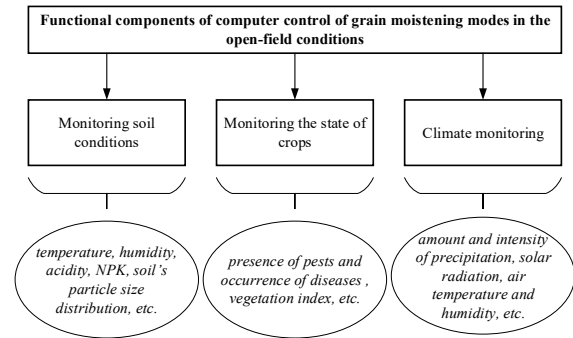 Functional components of computer control of grain moistening modes in the
open-field conditions
Monitoring soil
conditions
Monitoring the state of
crops
Climate monitoring
temperature, humidity,
acidity, NPK, soil's
particle size
distribution, etc.
presence of pests and
occurrence of diseases ,
vegetation index, etc.
amount and intensity
of precipitation, solar
radiation, air
temperature and
humidity, etc.